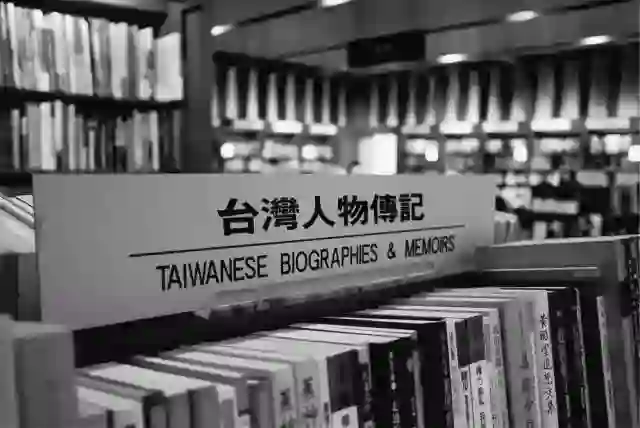 台灣人物傳記
TAIWANESE BIOGRAPHIES & MEMOIRS